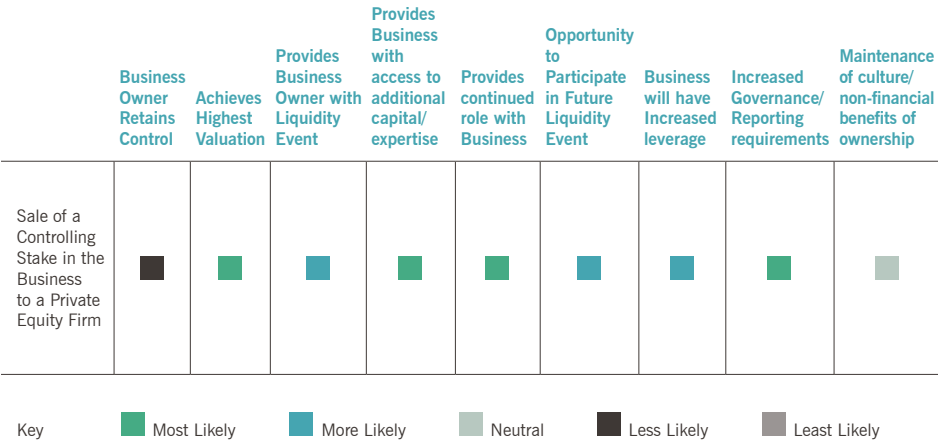 Business
Owner
Retains
Control
Achieves
Highest
Valuation
Provides
Business
Owner with
Liquidity
Event
Provides
Business
with
access to
additional
capital/
expertise
Provides
continued
role with
Business
Opportunity
to
Participate
in Future
Liquidity
Event
Business
will have
Increased
leverage
Increased
Governance/
Reporting
requirements
Maintenance
of culture/
non-financial
benefits of
ownership
Sale of a
Controlling
Stake in the
Business
to a Private
Equity Firm
Key
Most Likely
More Likely
Neutral
Less Likely
Least Likely